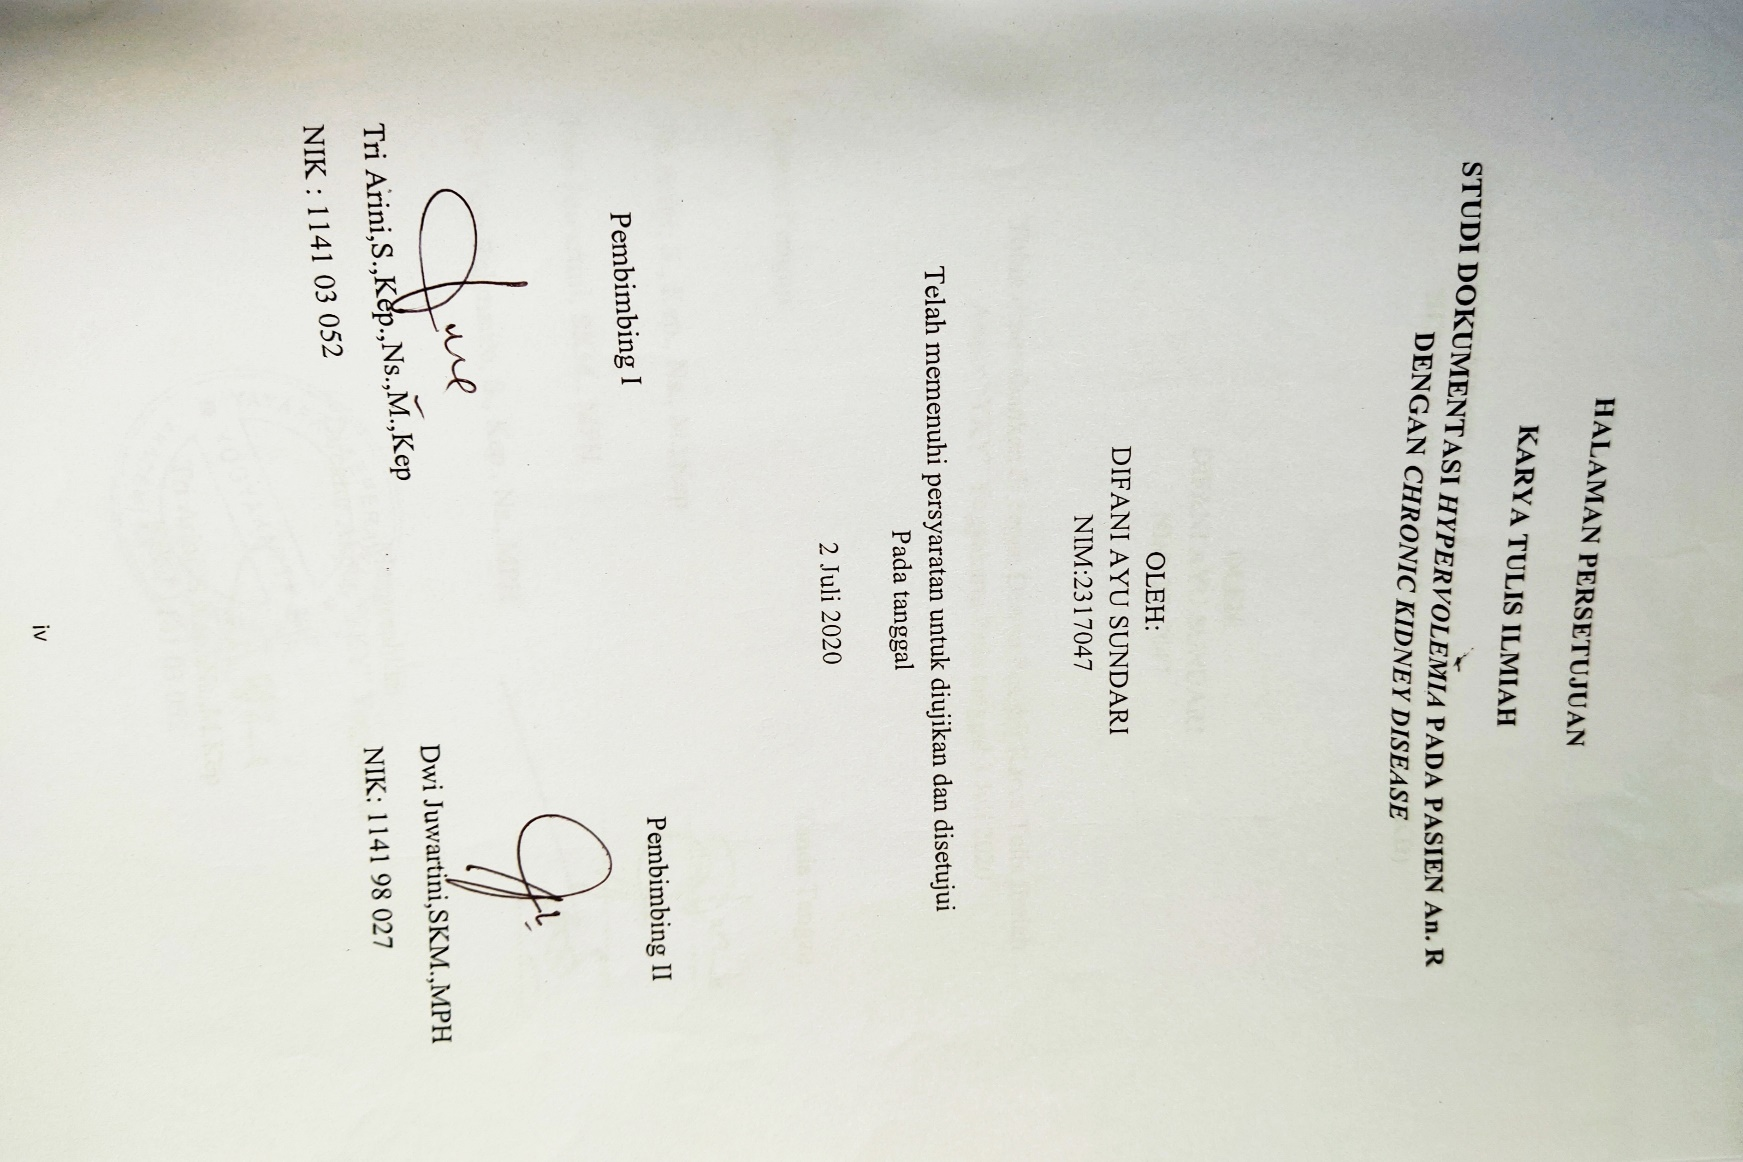 HALAMAN PERSETUJUAN
KARYA TULIS ILMIAH
STUDI DOKUMENTASI HYPERVOLEMIA PADA PASIEN An. R
DENGAN CHRONIC KIDNEY DISEASE
OLEH:
DIFANI AYU SUNDARI
NIM:2317047
Telah memenuhi persyaratan untuk diujikan dan disetujui
Pada tanggal
2 Juli 2020
Pembimbing I
Tri Arini,S.,Kep.,Ns.,M.,Kep
NIK : 1141 03 052
Pembimbing II
Dwi Juwartini,SKM.,MPH
NIK: 1141 98 027
iv